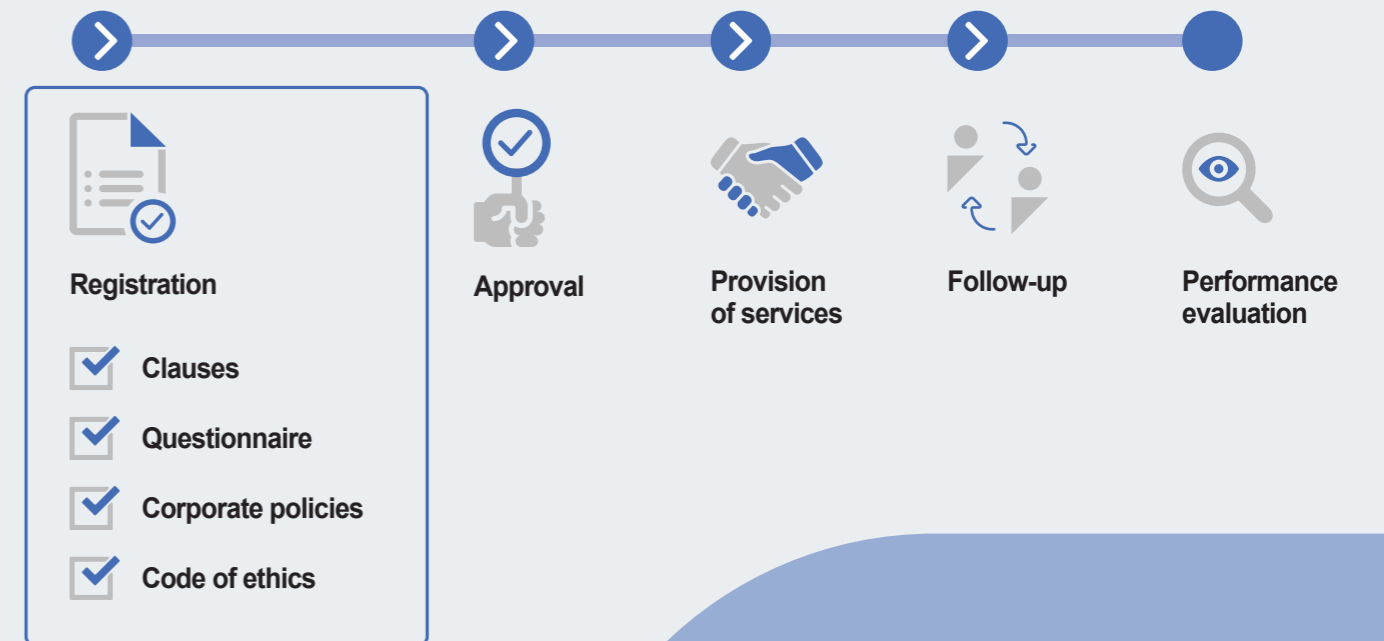 Registration
Clauses
Questionnaire
Corporate policies
Code of ethics
Approval
Provision
of services
Follow-up
Performance
evaluation